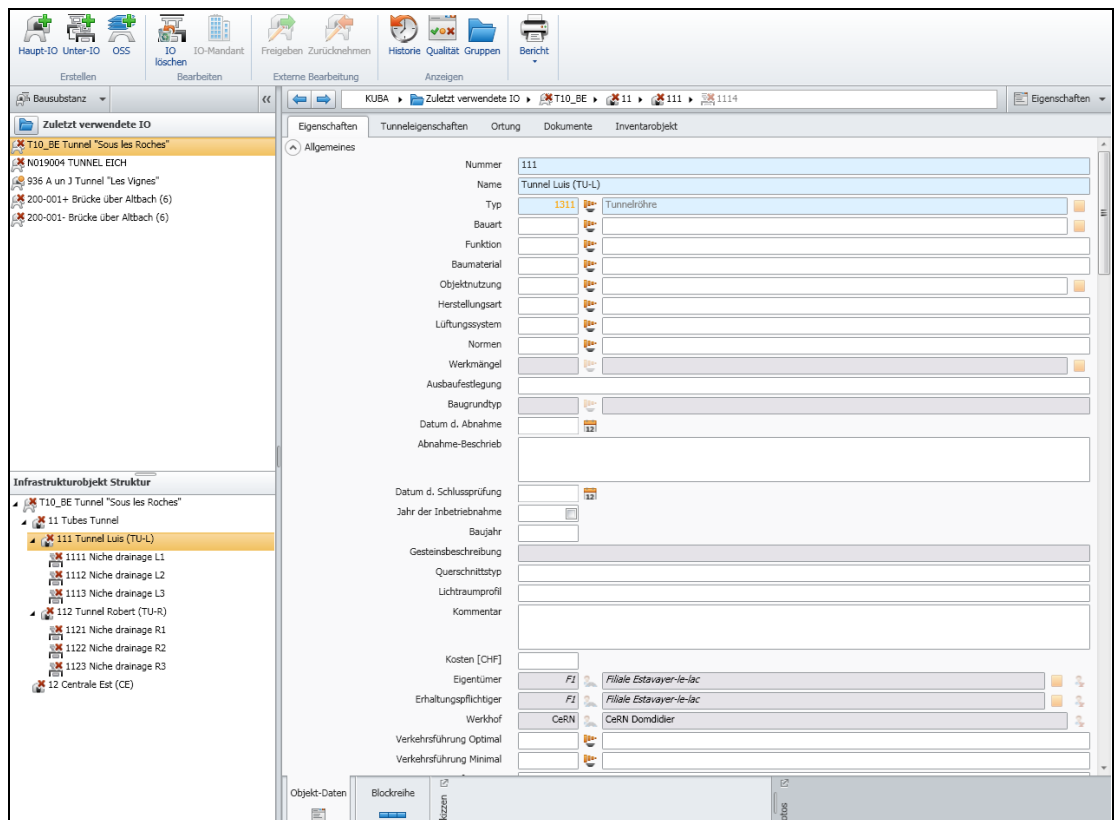 Haupt-IO Unter-IO OSS IO löschen IO-Mandant Freigeben Zurücknehmen Historie Qualität Gruppen Bericht
Erstellen Bearbeiten Externe Bearbeitung Anzeigen
Bausubstanz
KUBA Zuletzt verwendete IO T10_BE 11 111 1114
Eigenschaften
Zuletzt verwendete IO
T10_BE Tunnel "Sous les Roches"
N019004 TUNNEL EICH
936 A un J Tunnel "Les Vignes"
200-001+ Brücke über Altbach (6)
200-001- Brücke über Altbach (6)
Infrastrukturobjekt Struktur
T10_BE Tunnel "Sous les Roches"
11 Tubes Tunnel
111 Tunnel Luis (TU-L)
1111 Niche drainage L1
1112 Niche drainage L2
1113 Niche drainage L3
112 Tunnel Robert (TU-R)
1121 Niche drainage R1
1122 Niche drainage R2
1123 Niche drainage R3
12 Centrale Est (CE)
Eigenschaften Tunneleigenschaften Ortung Dokumente Inventarobjekt
Allgemeines
Nummer 111
Name Tunnel Luis (TU-L)
Typ 1311 Tunnelröhre
Bauart
Funktion
Baumaterial
Objektnutzung
Herstellungsart
Lüftungssystem
Normen
Werkmängel
Ausbaufestlegung
Baugrundtyp
Datum d. Abnahme 12
Abnahme-Beschrieb
Datum d. Schlussprüfung 12
Jahr der Inbetriebnahme
Baujahr
Gesteinsbeschreibung
Querschnittstyp
Lichtraumprofil
Kommentar
Kosten [CHF]
Eigentümer F1 Filiale Estavayer-le-lac
Erhaltungspflichtiger F1 Filiale Estavayer-le-lac
Werkhof CeRN CeRN Domdidier
Verkehrsführung Optimal
Verkehrsführung Minimal
Objekt-Daten Blockreihe